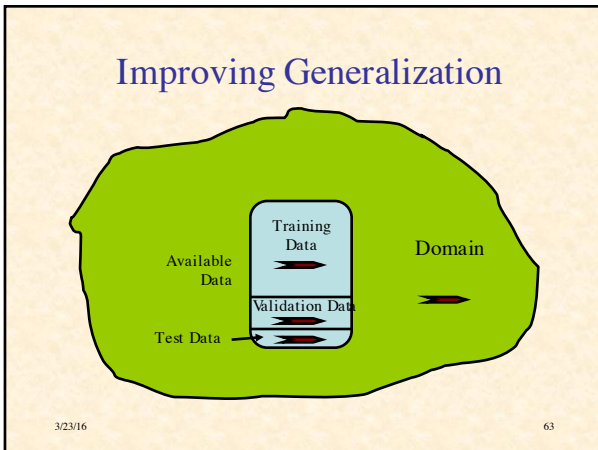 Improving Generalization
Training
Data
Available
Data
Domain
Validation Data
Test Data
3/23/16
63